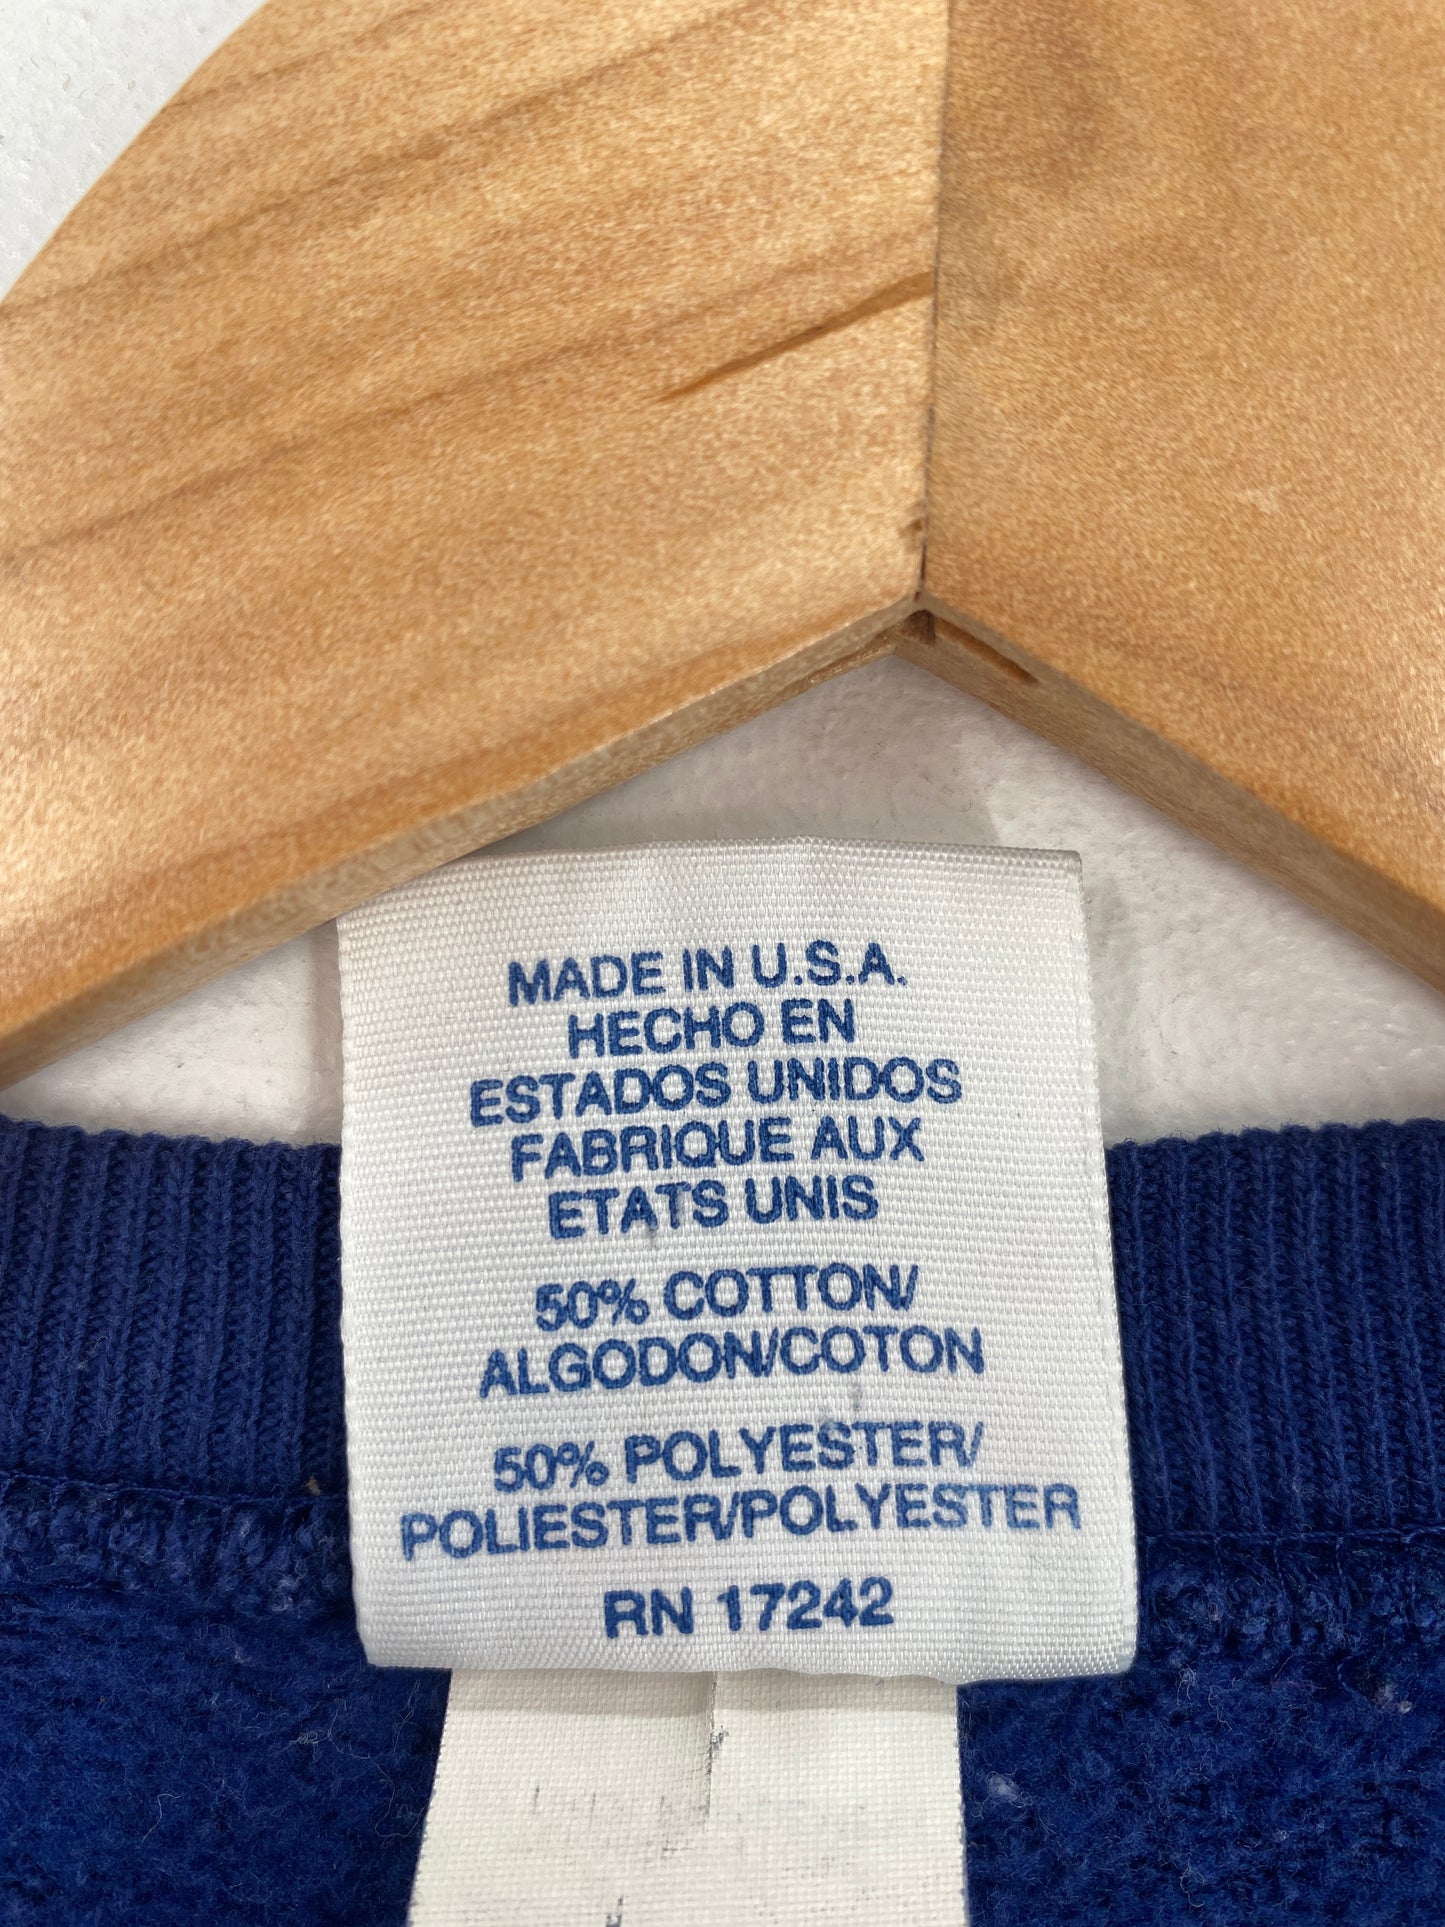 MADE IN U.S.A.
HECHO EN
ESTADOS UNIDOS
FABRIQUE AUX
ETATS UNIS
50% COTTON/
ALGODON/COTON
50% POLYESTER/
POLIESTER/POLYESTER
RN 17242